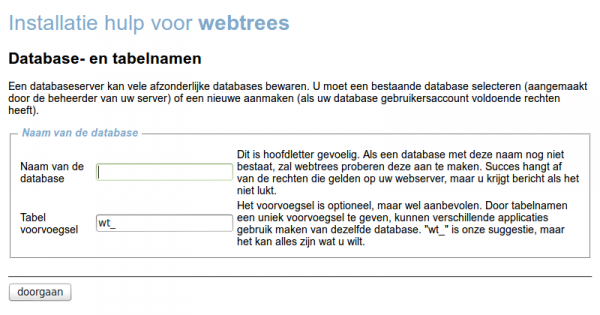 Installatie hulp voor webtrees
Database- en tabelnamen
Een databaseserver kan vele afzonderlijke databases bewaren. U moet een bestaande database selecteren (aangemaakt
door de beheerder van uw server) of een nieuwe aanmaken (als uw database gebruikersaccount voldoende rechten
heeft).
Naam van de database
Naam van de
database
Dit is hoofdletter gevoelig. Als een database met deze naam nog niet
bestaat, zal webtrees proberen deze aan te maken. Succes hangt af
van de rechten die gelden op uw webserver, maar u krijgt bericht als het
niet lukt.
Tabel
voorvoegsel
wt_
Het voorvoegsel is optioneel, maar wel aanbevolen. Door tabelnamen
een uniek voorvoegsel te geven, kunnen verschillende applicaties
gebruik maken van dezelfde database. "wt_" is onze suggestie, maar
het kan alles zijn wat u wilt.
doorgaan